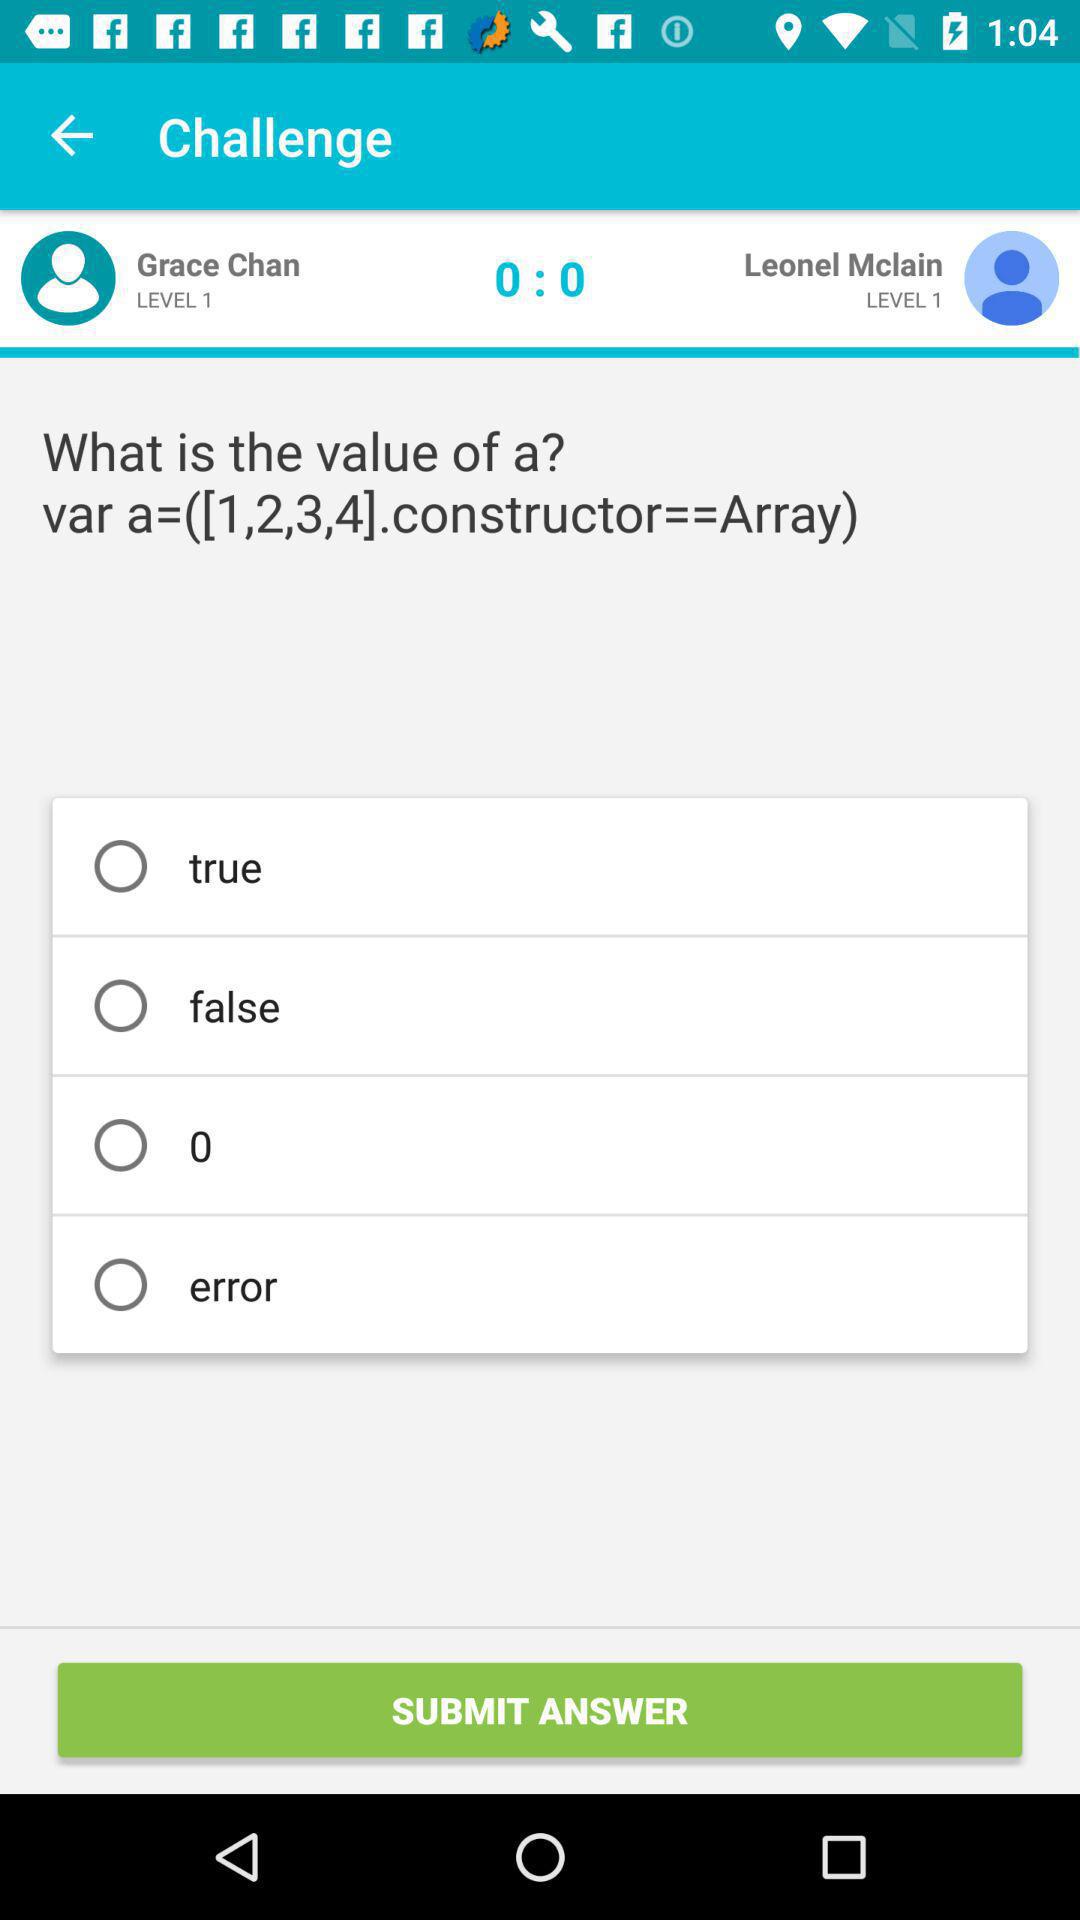 1:04
Challenge
Grace Chan
LEVEL 1
0 : 0
Leonel Mclain
LEVEL 1
What is the value of a?
var a=([1,2,3,4].constructor==Array)
true
false
0
error
SUBMIT ANSWER